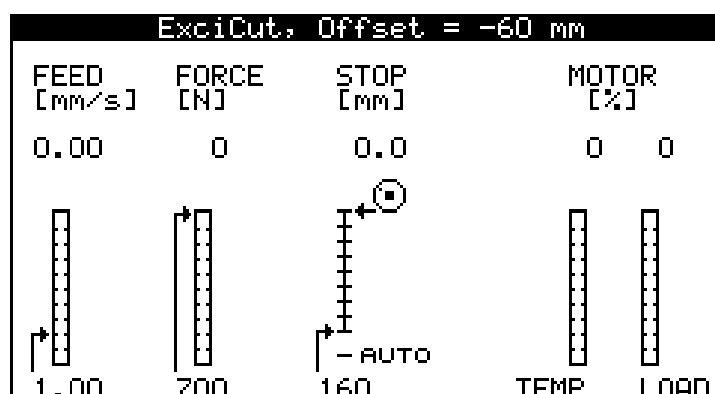 ExciCut, Offset = -60 mm
FEED FORCE STOP MOTOR
[mm/s] [N] [mm] [%]
0.00 0 0.0 0 0
- AUTO
1.00 700 160 TEMP LOAD